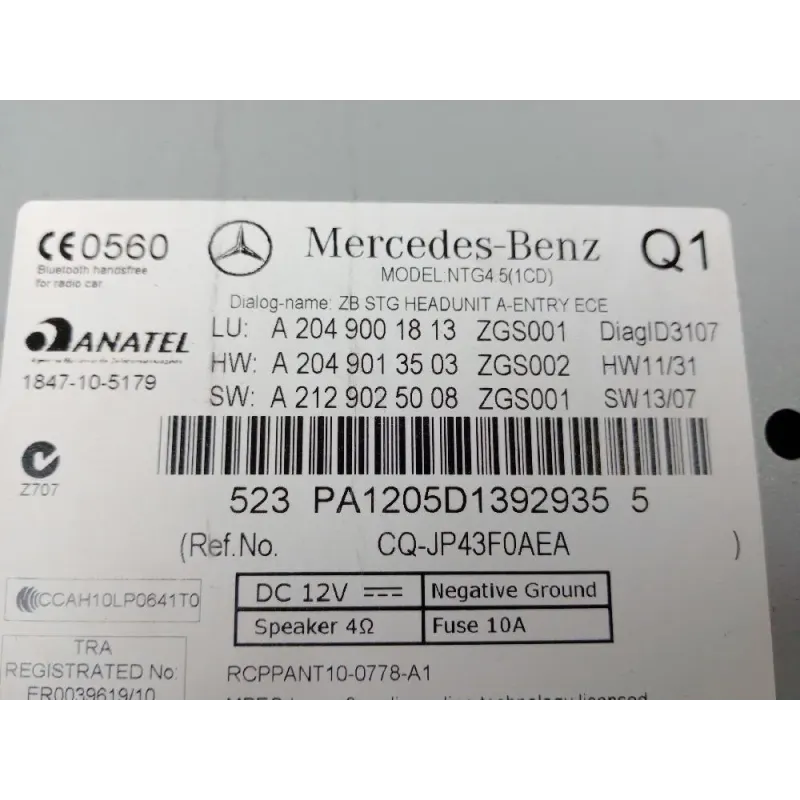 CE0560
Bluetooth handsfree
for radio car
Mercedes-Benz Q1
MODEL:NTG4.5(1CD)
Dialog-name: ZB STG HEADUNIT A-ENTRY ECE
ANATEL
1847-10-5179
LU: A 204 900 18 13 ZGS001 DiagID3107
HW: A 204 901 35 03 ZGS002 HW11/31
SW: A 212 902 50 08 ZGS001 SW13/07
Z707
523 PA1205D1392935 5
(Ref.No. CQ-JP43F0AEA )
CCAH10LP0641T0
DC 12V Negative Ground
Speaker 4Ω Fuse 10A
TRA
REGISTRATED No:
ER0039619/10
RCPPANT10-0778-A1
technology licensed